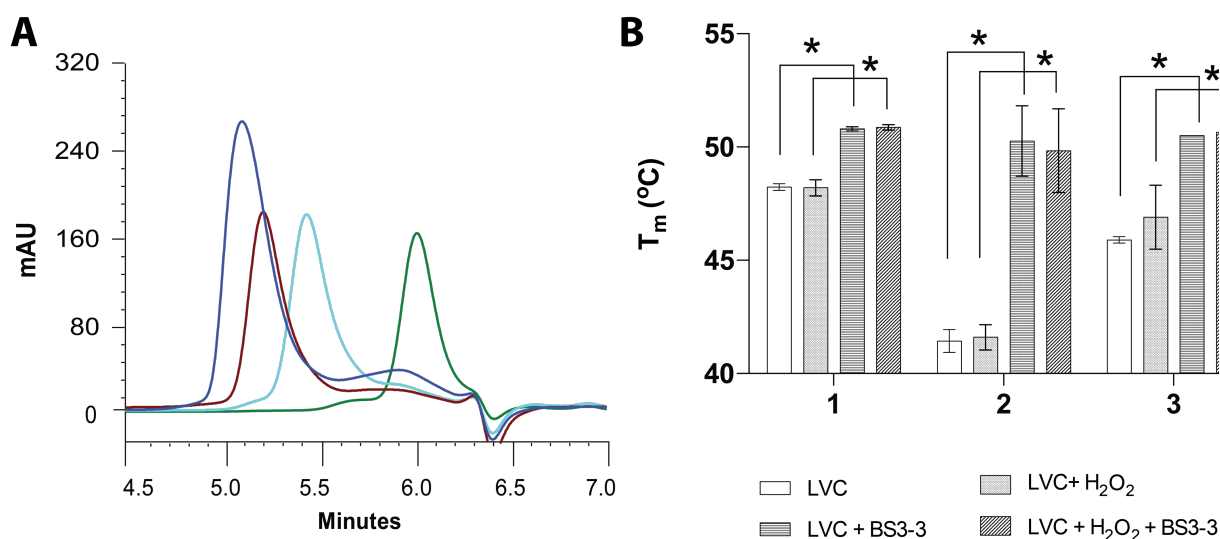 A
320
240
160
80
0
mAU
4.5
5.0
5.5
6.0
6.5
7.0
Minutes
B
55
50
45
40
Tm (ºC)
* * * * * *
1
2
3
LVC
LVC+ H2O2
LVC + BS3-3
LVC + H2O2 + BS3-3